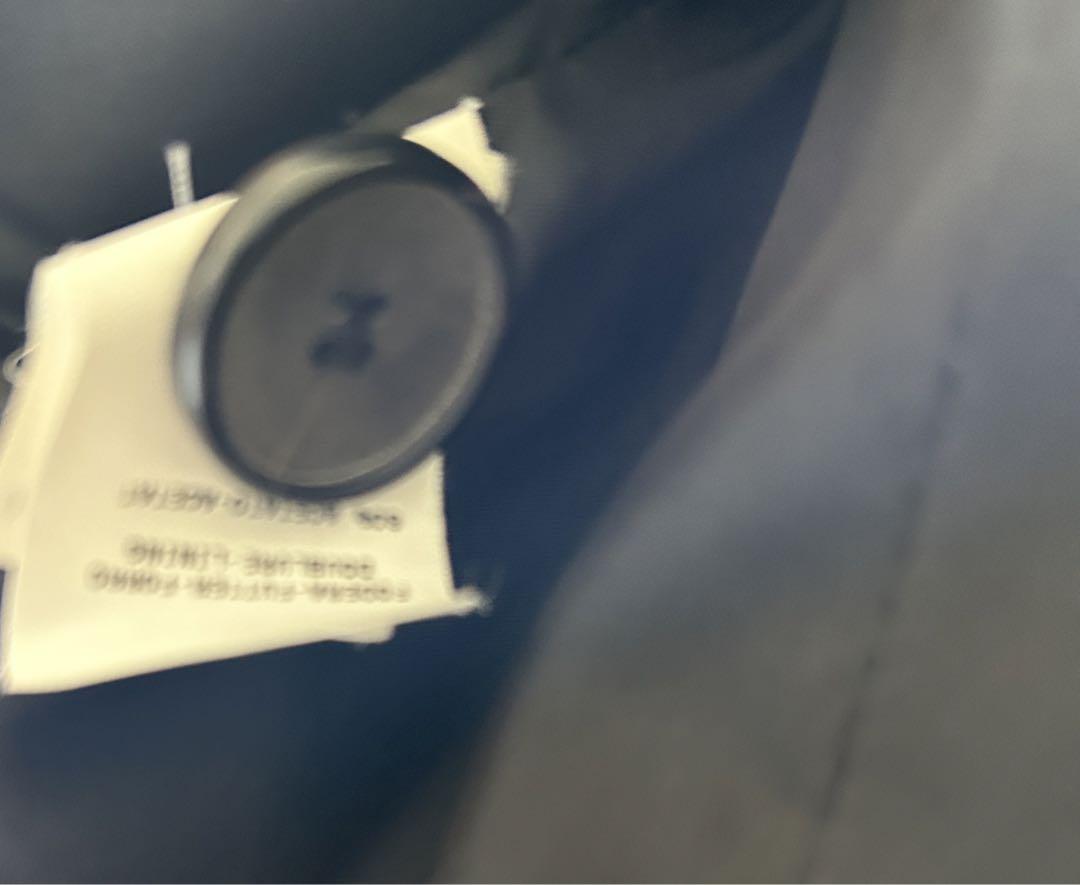 FODERA-FUTTER-FORRO
DOUBLURE-LINING
ACETATO-ACETAT